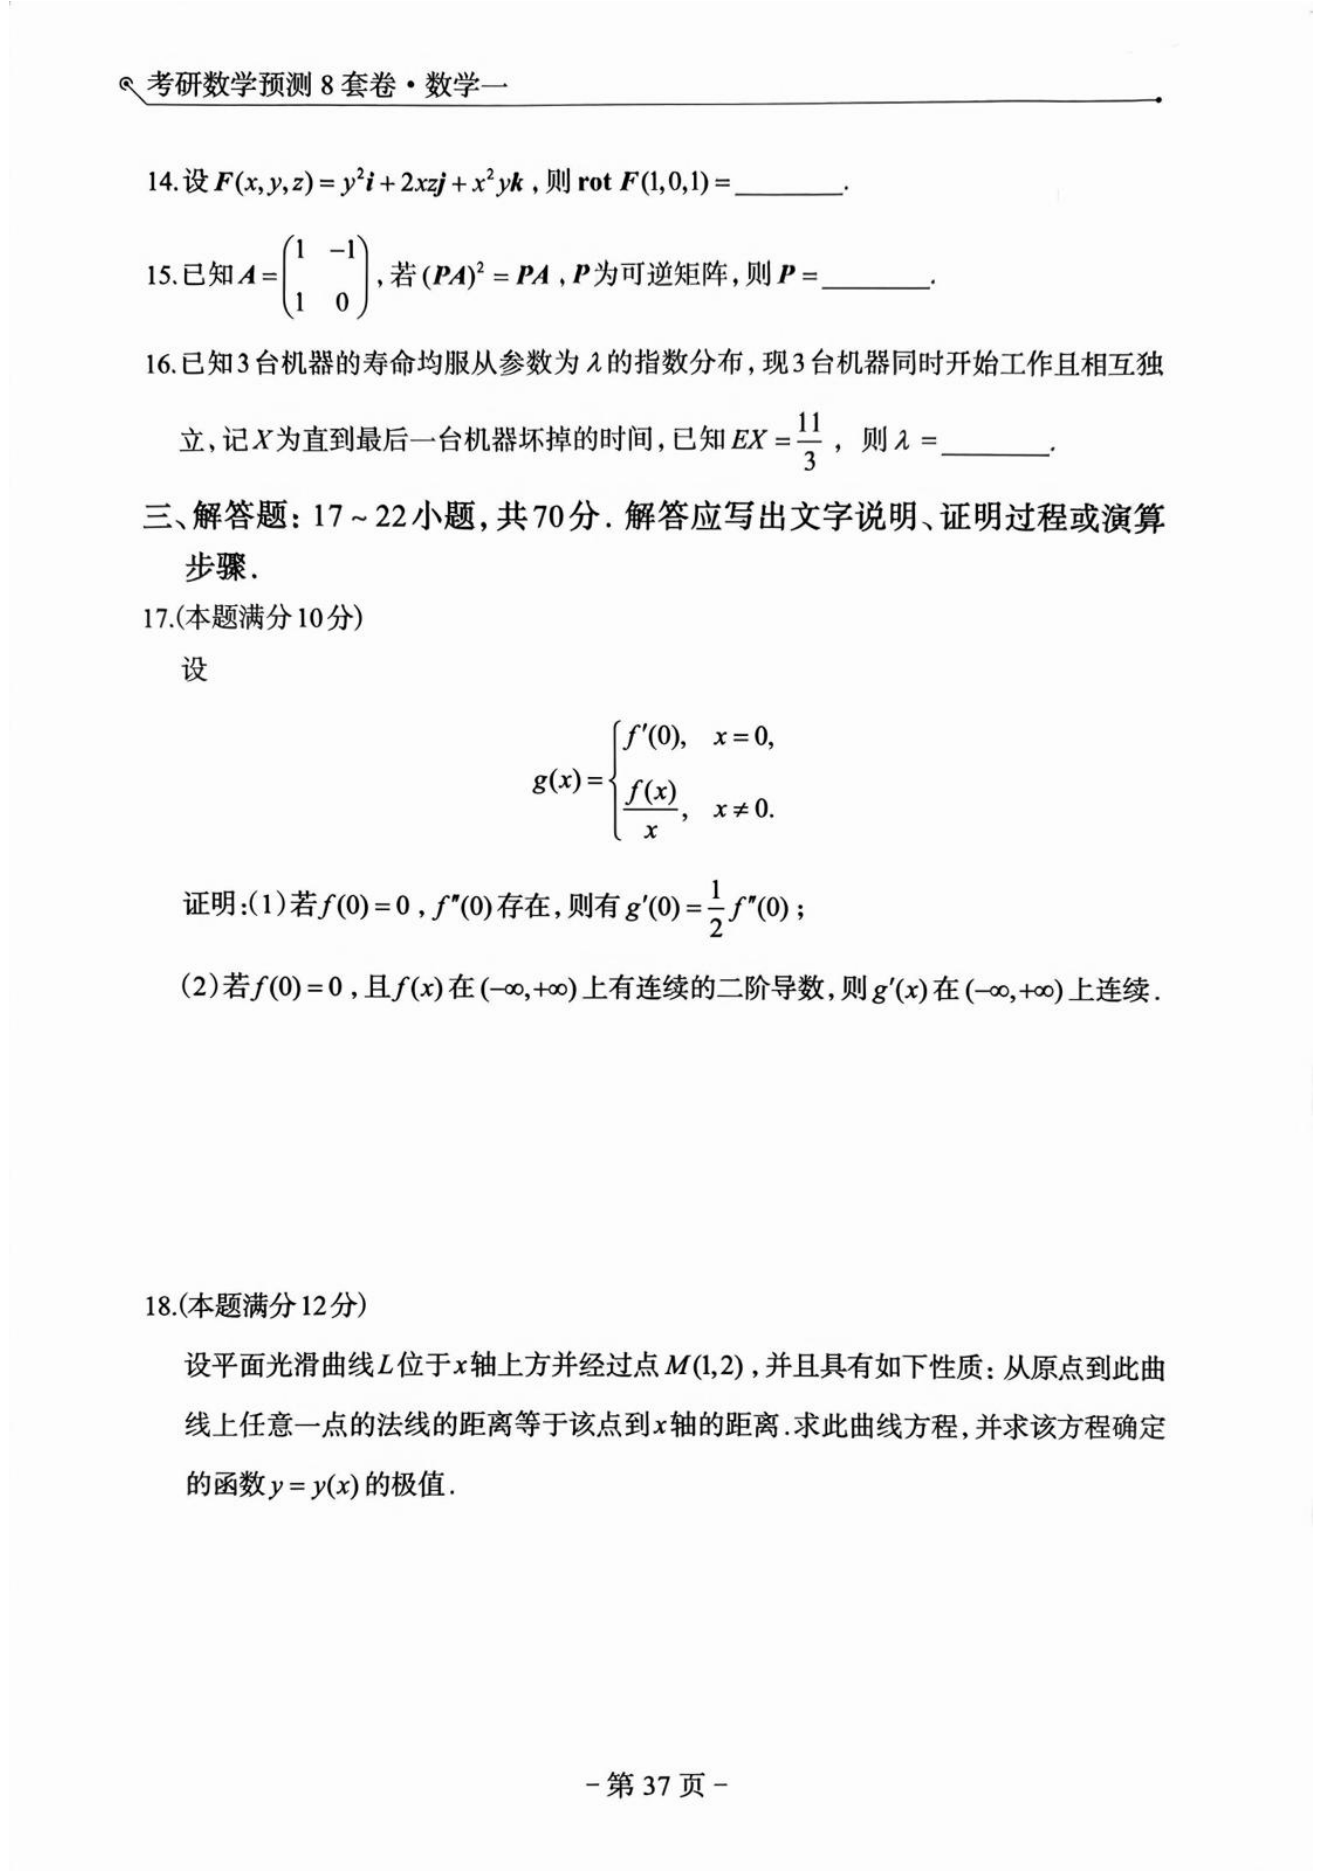 考研数学预测8套卷·数学一
14.设F(x,y,z)=y²i+2xzj+x²yk,则rot F(1,0,1)=________.
15.已知A=(1 -1; 1 0),若(PA)²=PA,P为可逆矩阵,则P=________.
16.已知3台机器的寿命均服从参数为λ的指数分布,现3台机器同时开始工作且相互独
立,记X为直到最后一台机器坏掉的时间,已知EX=11/3,则λ=________.
三、解答题:17~22小题,共70分.解答应写出文字说明、证明过程或演算
步骤.
17.(本题满分10分)
设
g(x)={f′(0), x=0,
f(x)/x, x≠0.
证明:(1)若f(0)=0,f″(0)存在,则有g′(0)=1/2 f″(0);
(2)若f(0)=0,且f(x)在(-∞,+∞)上有连续的二阶导数,则g′(x)在(-∞,+∞)上连续.
18.(本题满分12分)
设平面光滑曲线L位于x轴上方并经过点M(1,2),并且具有如下性质:从原点到此曲
线上任意一点的法线的距离等于该点到x轴的距离.求此曲线方程,并求该方程确定
的函数y=y(x)的极值.
-第37页-